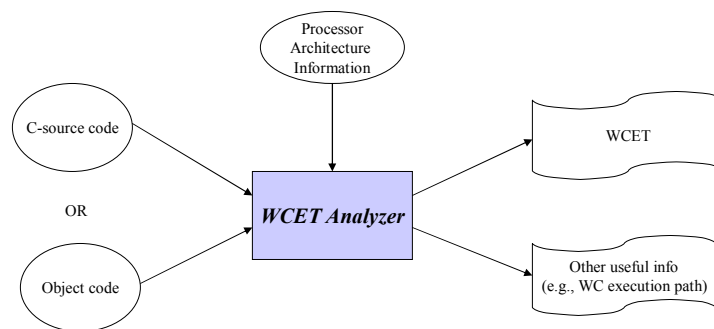 Processor
Architecture
Information
C-source code
WCET
OR
WCET Analyzer
Object code
Other useful info
(e.g., WC execution path)